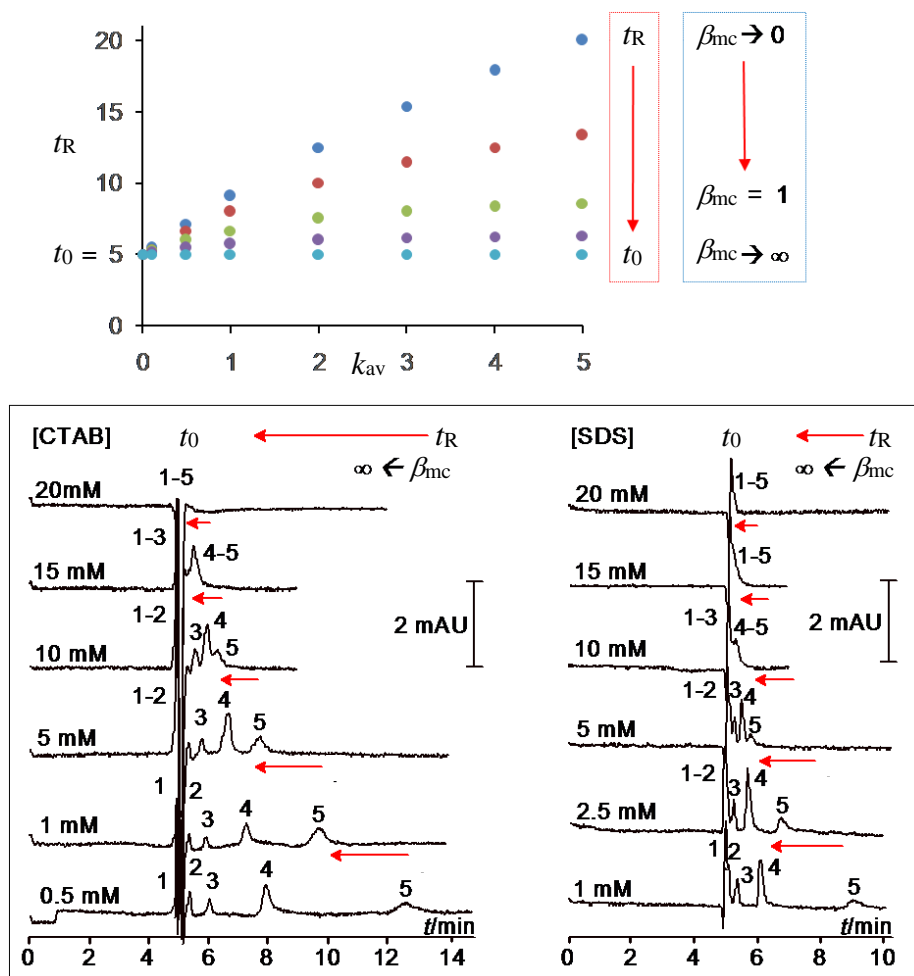 20
15
tR
10
t0 = 5
0
0 1 2 3 4 5
kav
tR
t0
βmc → 0
βmc = 1
βmc → ∞
[CTAB] t0 tR
∞ ← βmc
1-5
20mM
1-3
4-5
15 mM
1-2
3 4 5
10 mM
2 mAU
1-2
3 4 5
5 mM
1 2 3 4 5
1 mM
1 2 3 4 5
0.5 mM
t/min
0 2 4 6 8 10 12 14
[SDS] t0 tR
∞ ← βmc
1-5
20 mM
1-5
15 mM
1-3
4-5
10 mM
2 mAU
1-2
3 4 5
5 mM
1-2
3 4 5
2.5 mM
1 2 3 4 5
1 mM
t/min
0 2 4 6 8 10